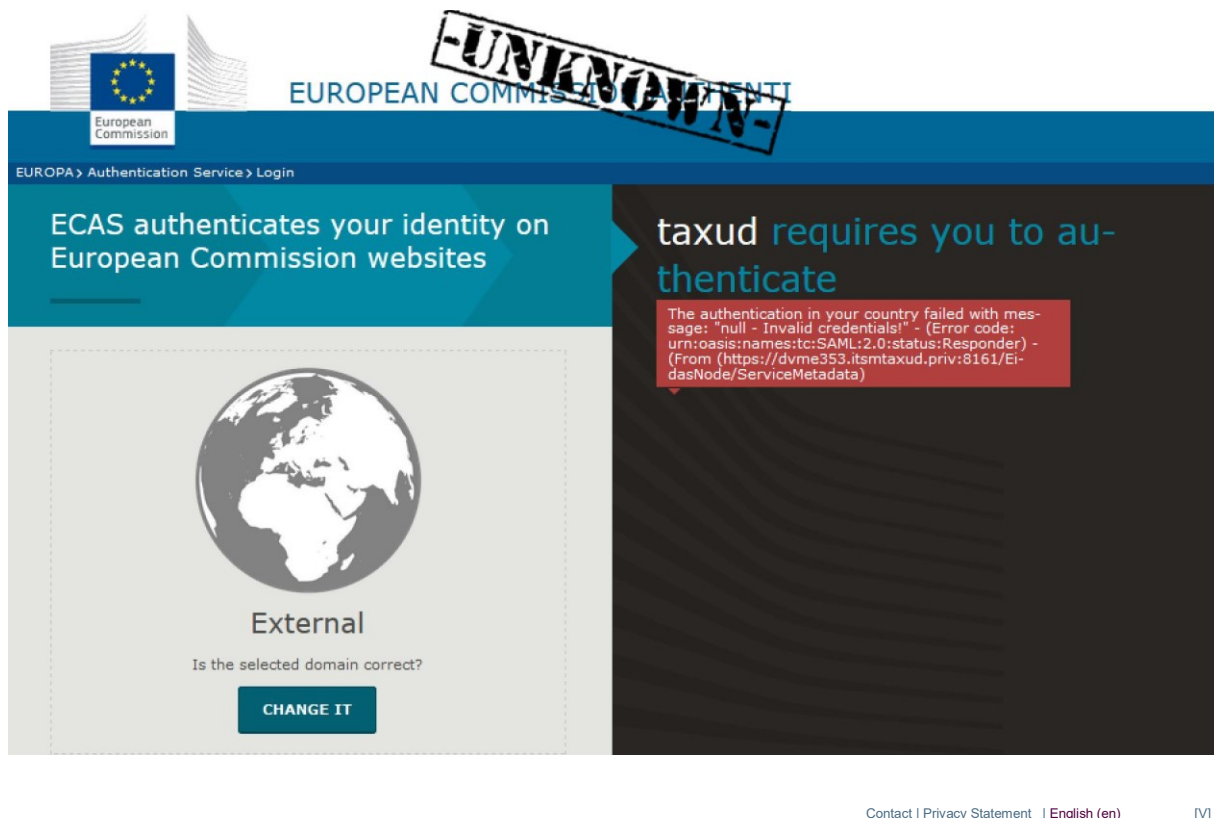 -UNKNOWN-
EUROPEAN COMMISSION AUTHENTI
European
Commission
EUROPA > Authentication Service > Login
ECAS authenticates your identity on
European Commission websites
taxud requires you to au-
thenticate
The authentication in your country failed with mes-
sage: "null - Invalid credentials!" - (Error code:
urn:oasis:names:tc:SAML:2.0:status:Responder) -
(From (https://dvme353.itsmtaxud.priv:8161/Ei-
dasNode/ServiceMetadata)
External
Is the selected domain correct?
CHANGE IT
Contact | Privacy Statement | English (en) [V]